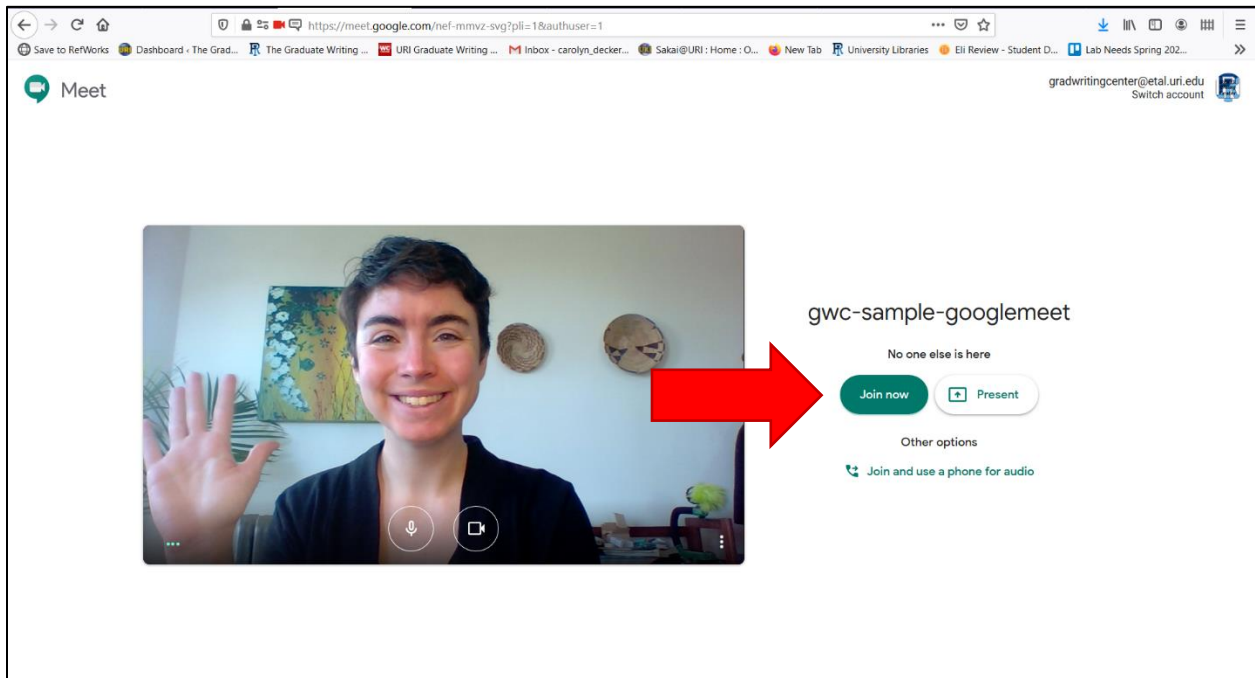 https://meet.google.com/nef-mmvz-svg?pli=1&authuser=1
Save to RefWorks Dashboard ‹ The Grad... The Graduate Writing ... URI Graduate Writing ... Inbox - carolyn_decker... Sakai@URI : Home : O... New Tab University Libraries Eli Review - Student D... Lab Needs Spring 202...
Meet
gradwritingcenter@etal.uri.edu
Switch account
gwc-sample-googlemeet
No one else is here
Join now Present
Other options
Join and use a phone for audio